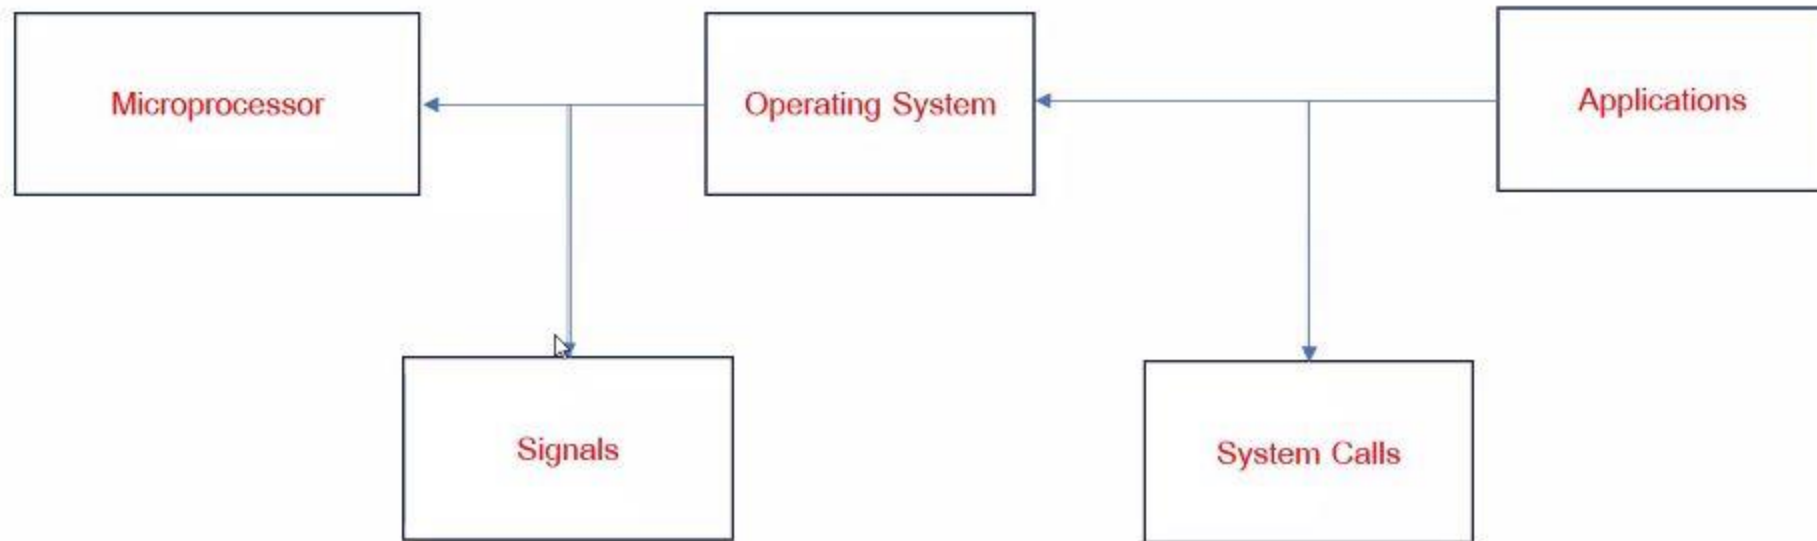 Microprocessor
Operating System
Applications
Signals
System Calls